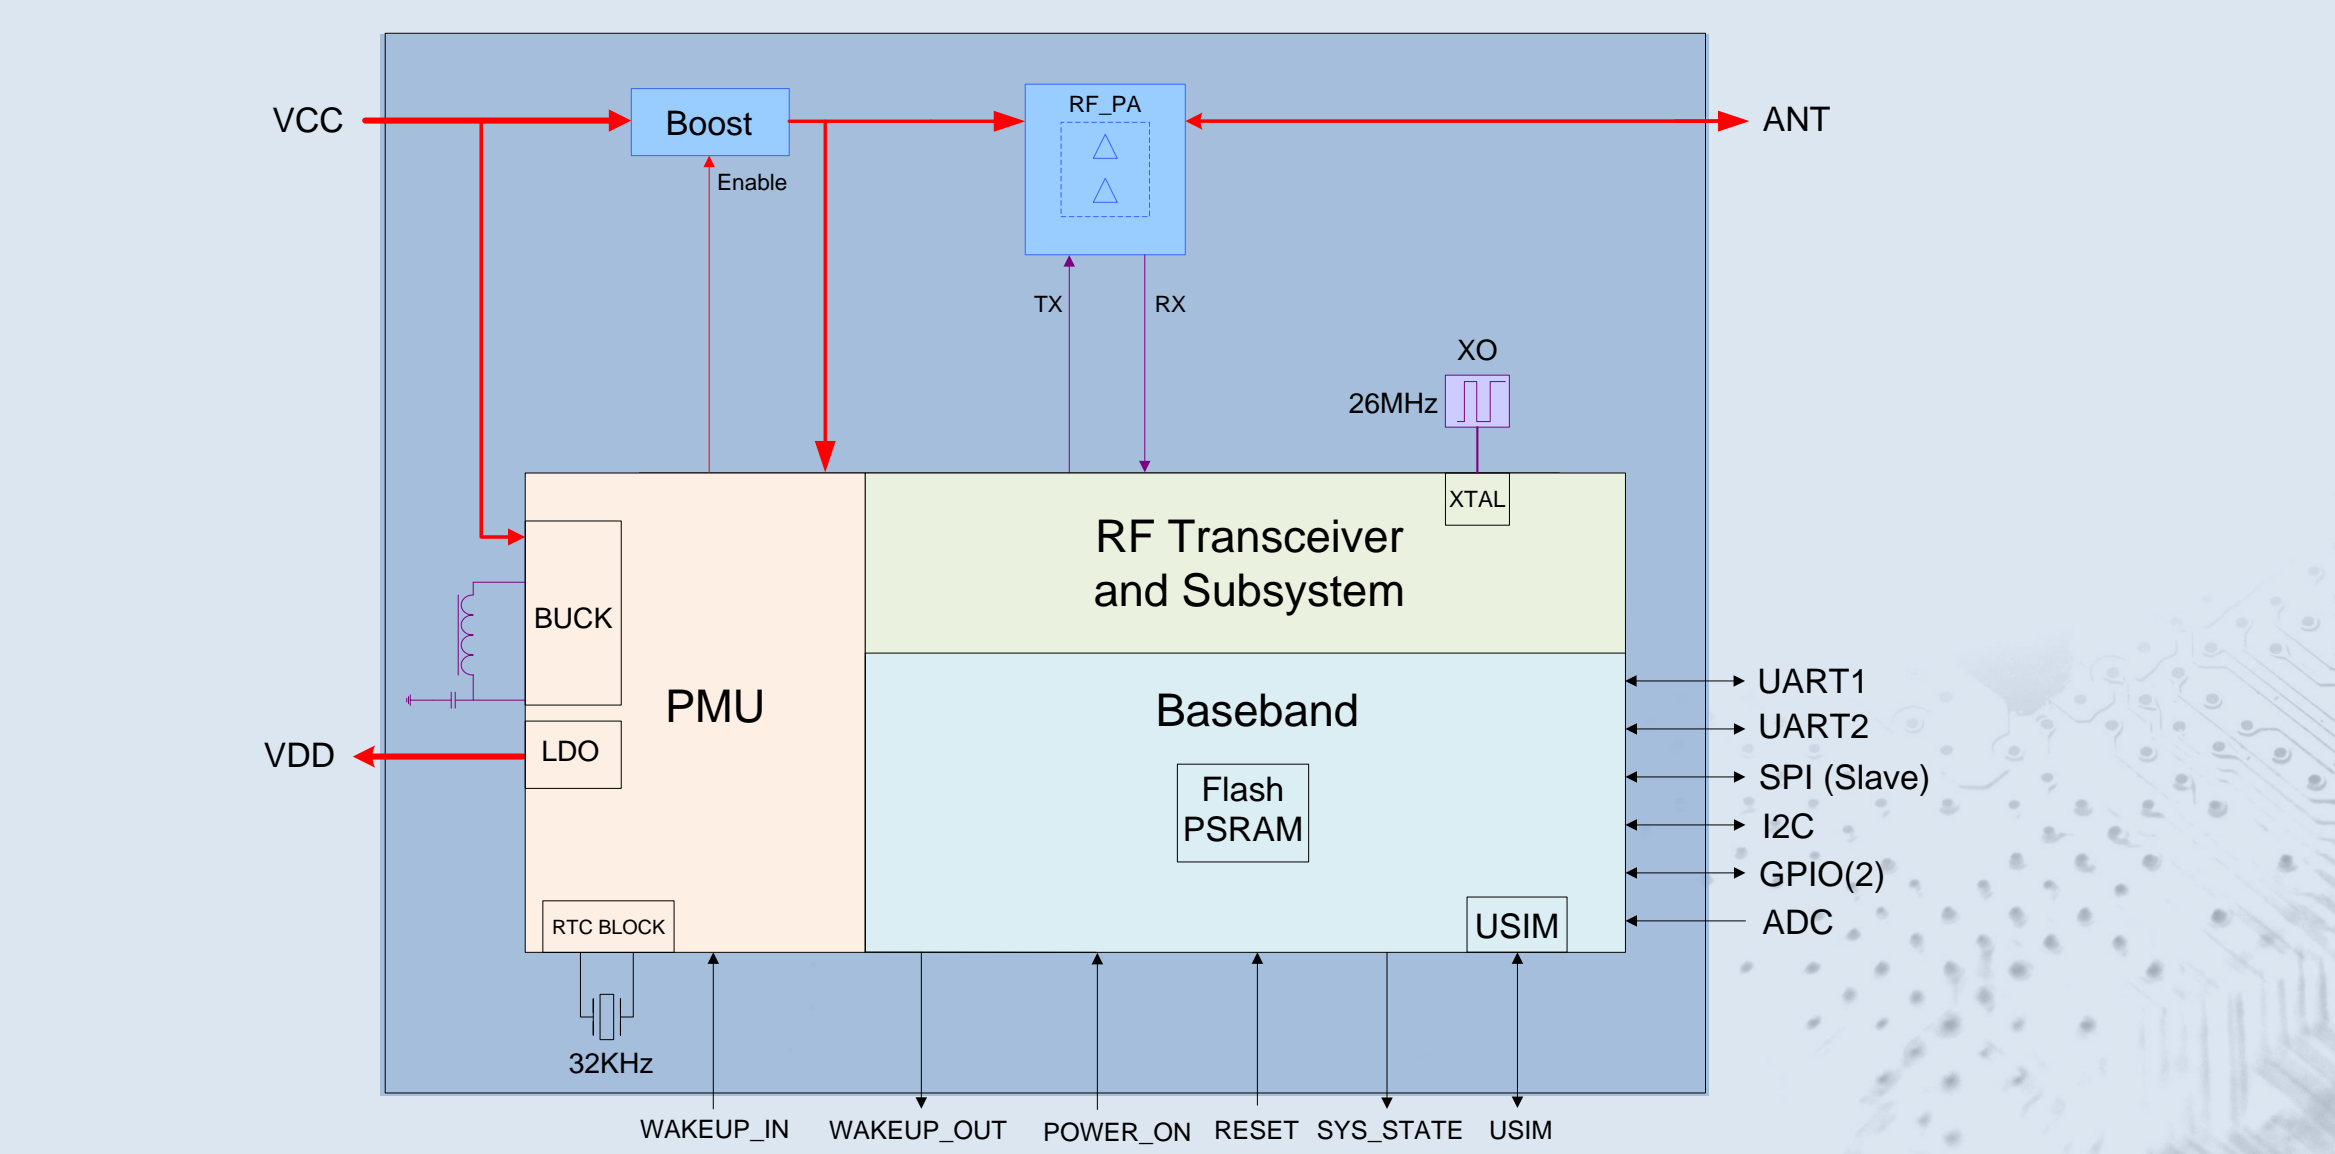 VCC
Boost
RF_PA
ANT
Enable
TX
RX
XO
26MHz
XTAL
RF Transceiver
and Subsystem
BUCK
PMU
LDO
VDD
Baseband
Flash
PSRAM
UART1
UART2
SPI (Slave)
I2C
GPIO(2)
ADC
RTC BLOCK
USIM
32KHz
WAKEUP_IN
WAKEUP_OUT
POWER_ON
RESET
SYS_STATE
USIM